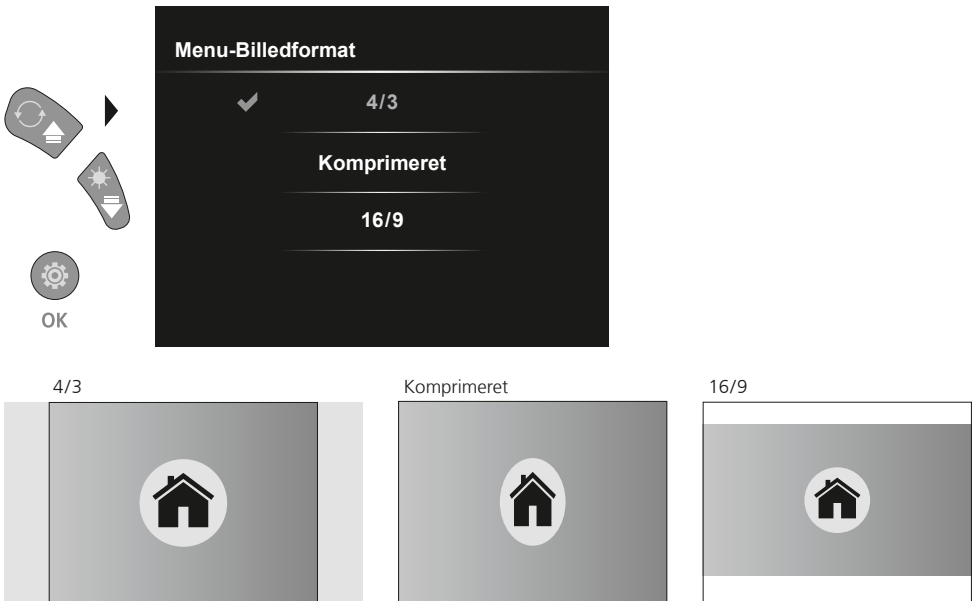 Menu-Billedformat
4/3
Komprimeret
16/9
OK
4/3 Komprimeret 16/9